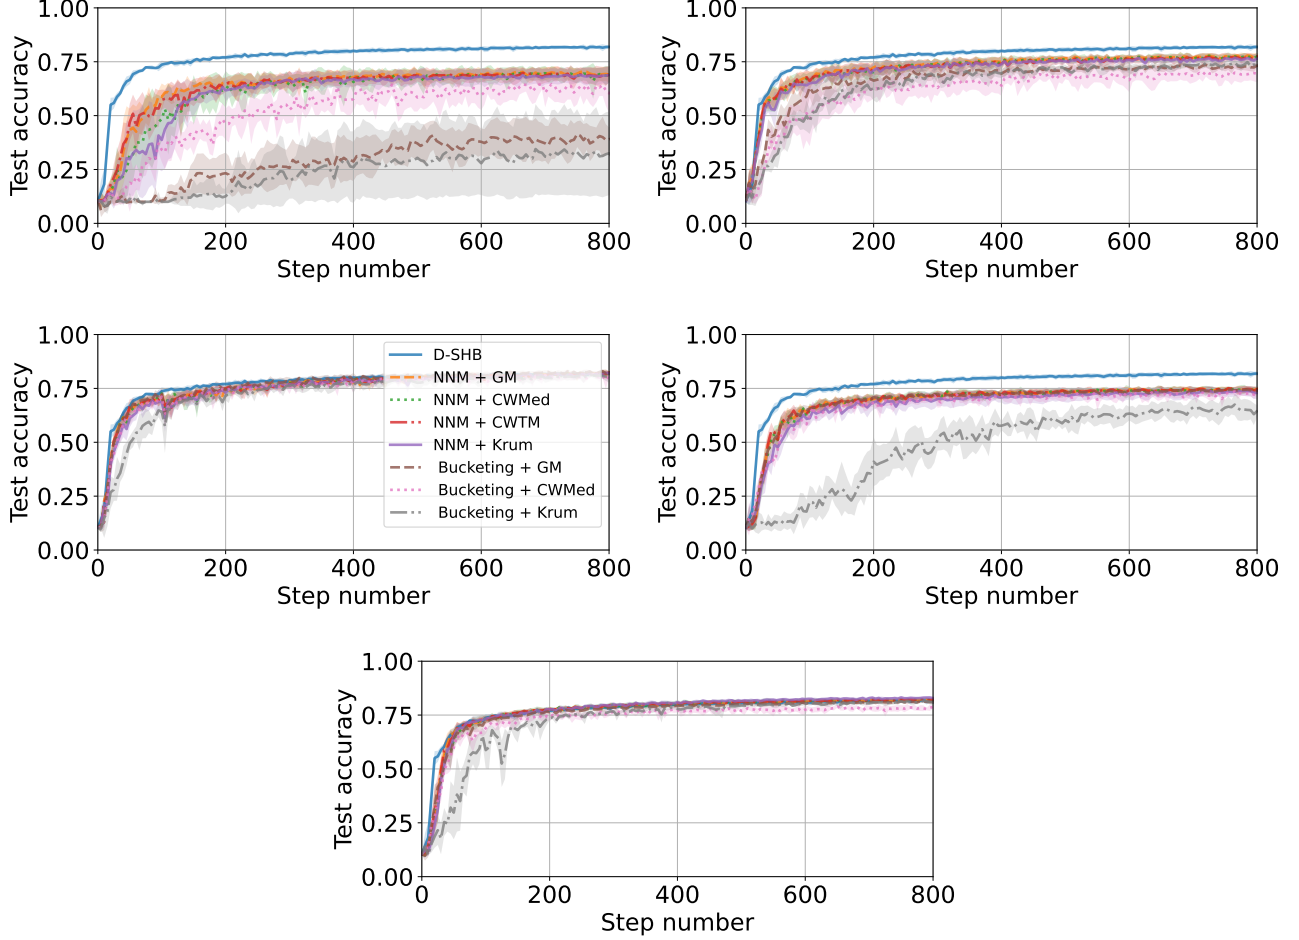 1.00
0.75
0.50
0.25
0.00
Test accuracy
0 200 400 600 800
Step number
1.00
0.75
0.50
0.25
0.00
Test accuracy
0 200 400 600 800
Step number
1.00
0.75
0.50
0.25
0.00
Test accuracy
D-SHB
NNM + GM
NNM + CWMed
NNM + CWTM
NNM + Krum
Bucketing + GM
Bucketing + CWMed
Bucketing + Krum
0 200 400 600 800
Step number
1.00
0.75
0.50
0.25
0.00
Test accuracy
0 200 400 600 800
Step number
1.00
0.75
0.50
0.25
0.00
Test accuracy
0 200 400 600 800
Step number